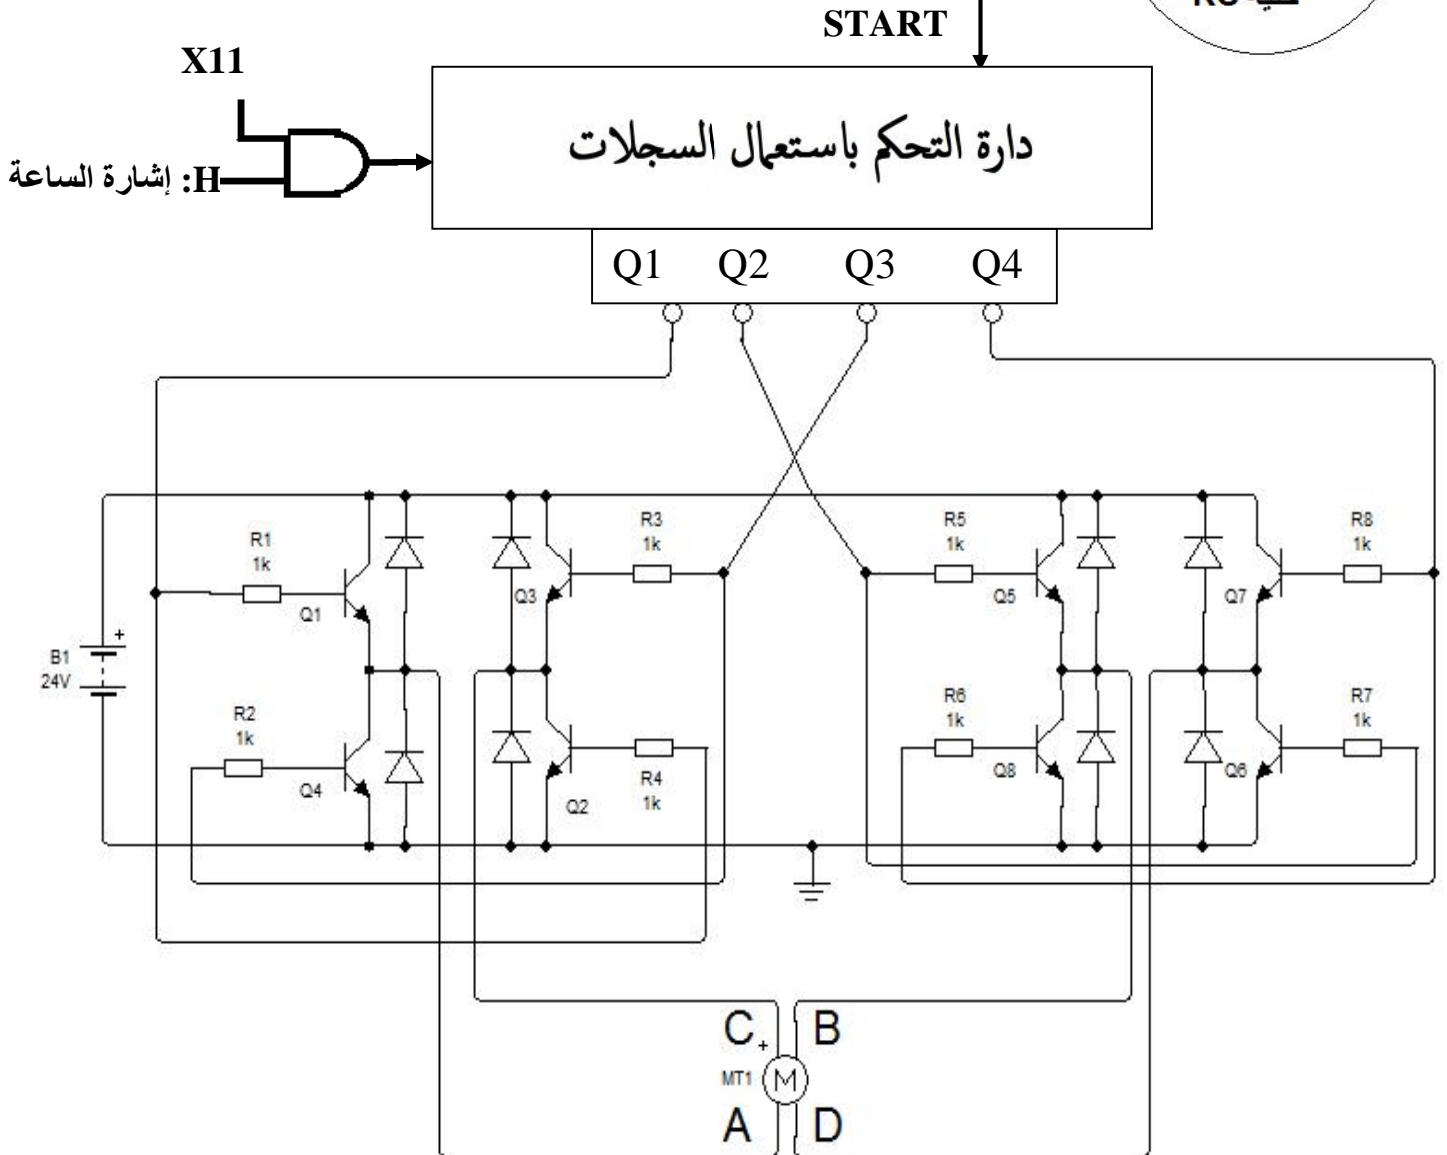 START
X11
دارة التحكم باستعمال السجلات
H: إشارة الساعة
Q1 Q2 Q3 Q4
R1
1k
Q1
R3
1k
Q3
R5
1k
Q5
R8
1k
Q7
B1
24V
+
R2
1k
Q4
R4
1k
Q2
R6
1k
Q8
R7
1k
Q6
C + B
MT1 M
A D